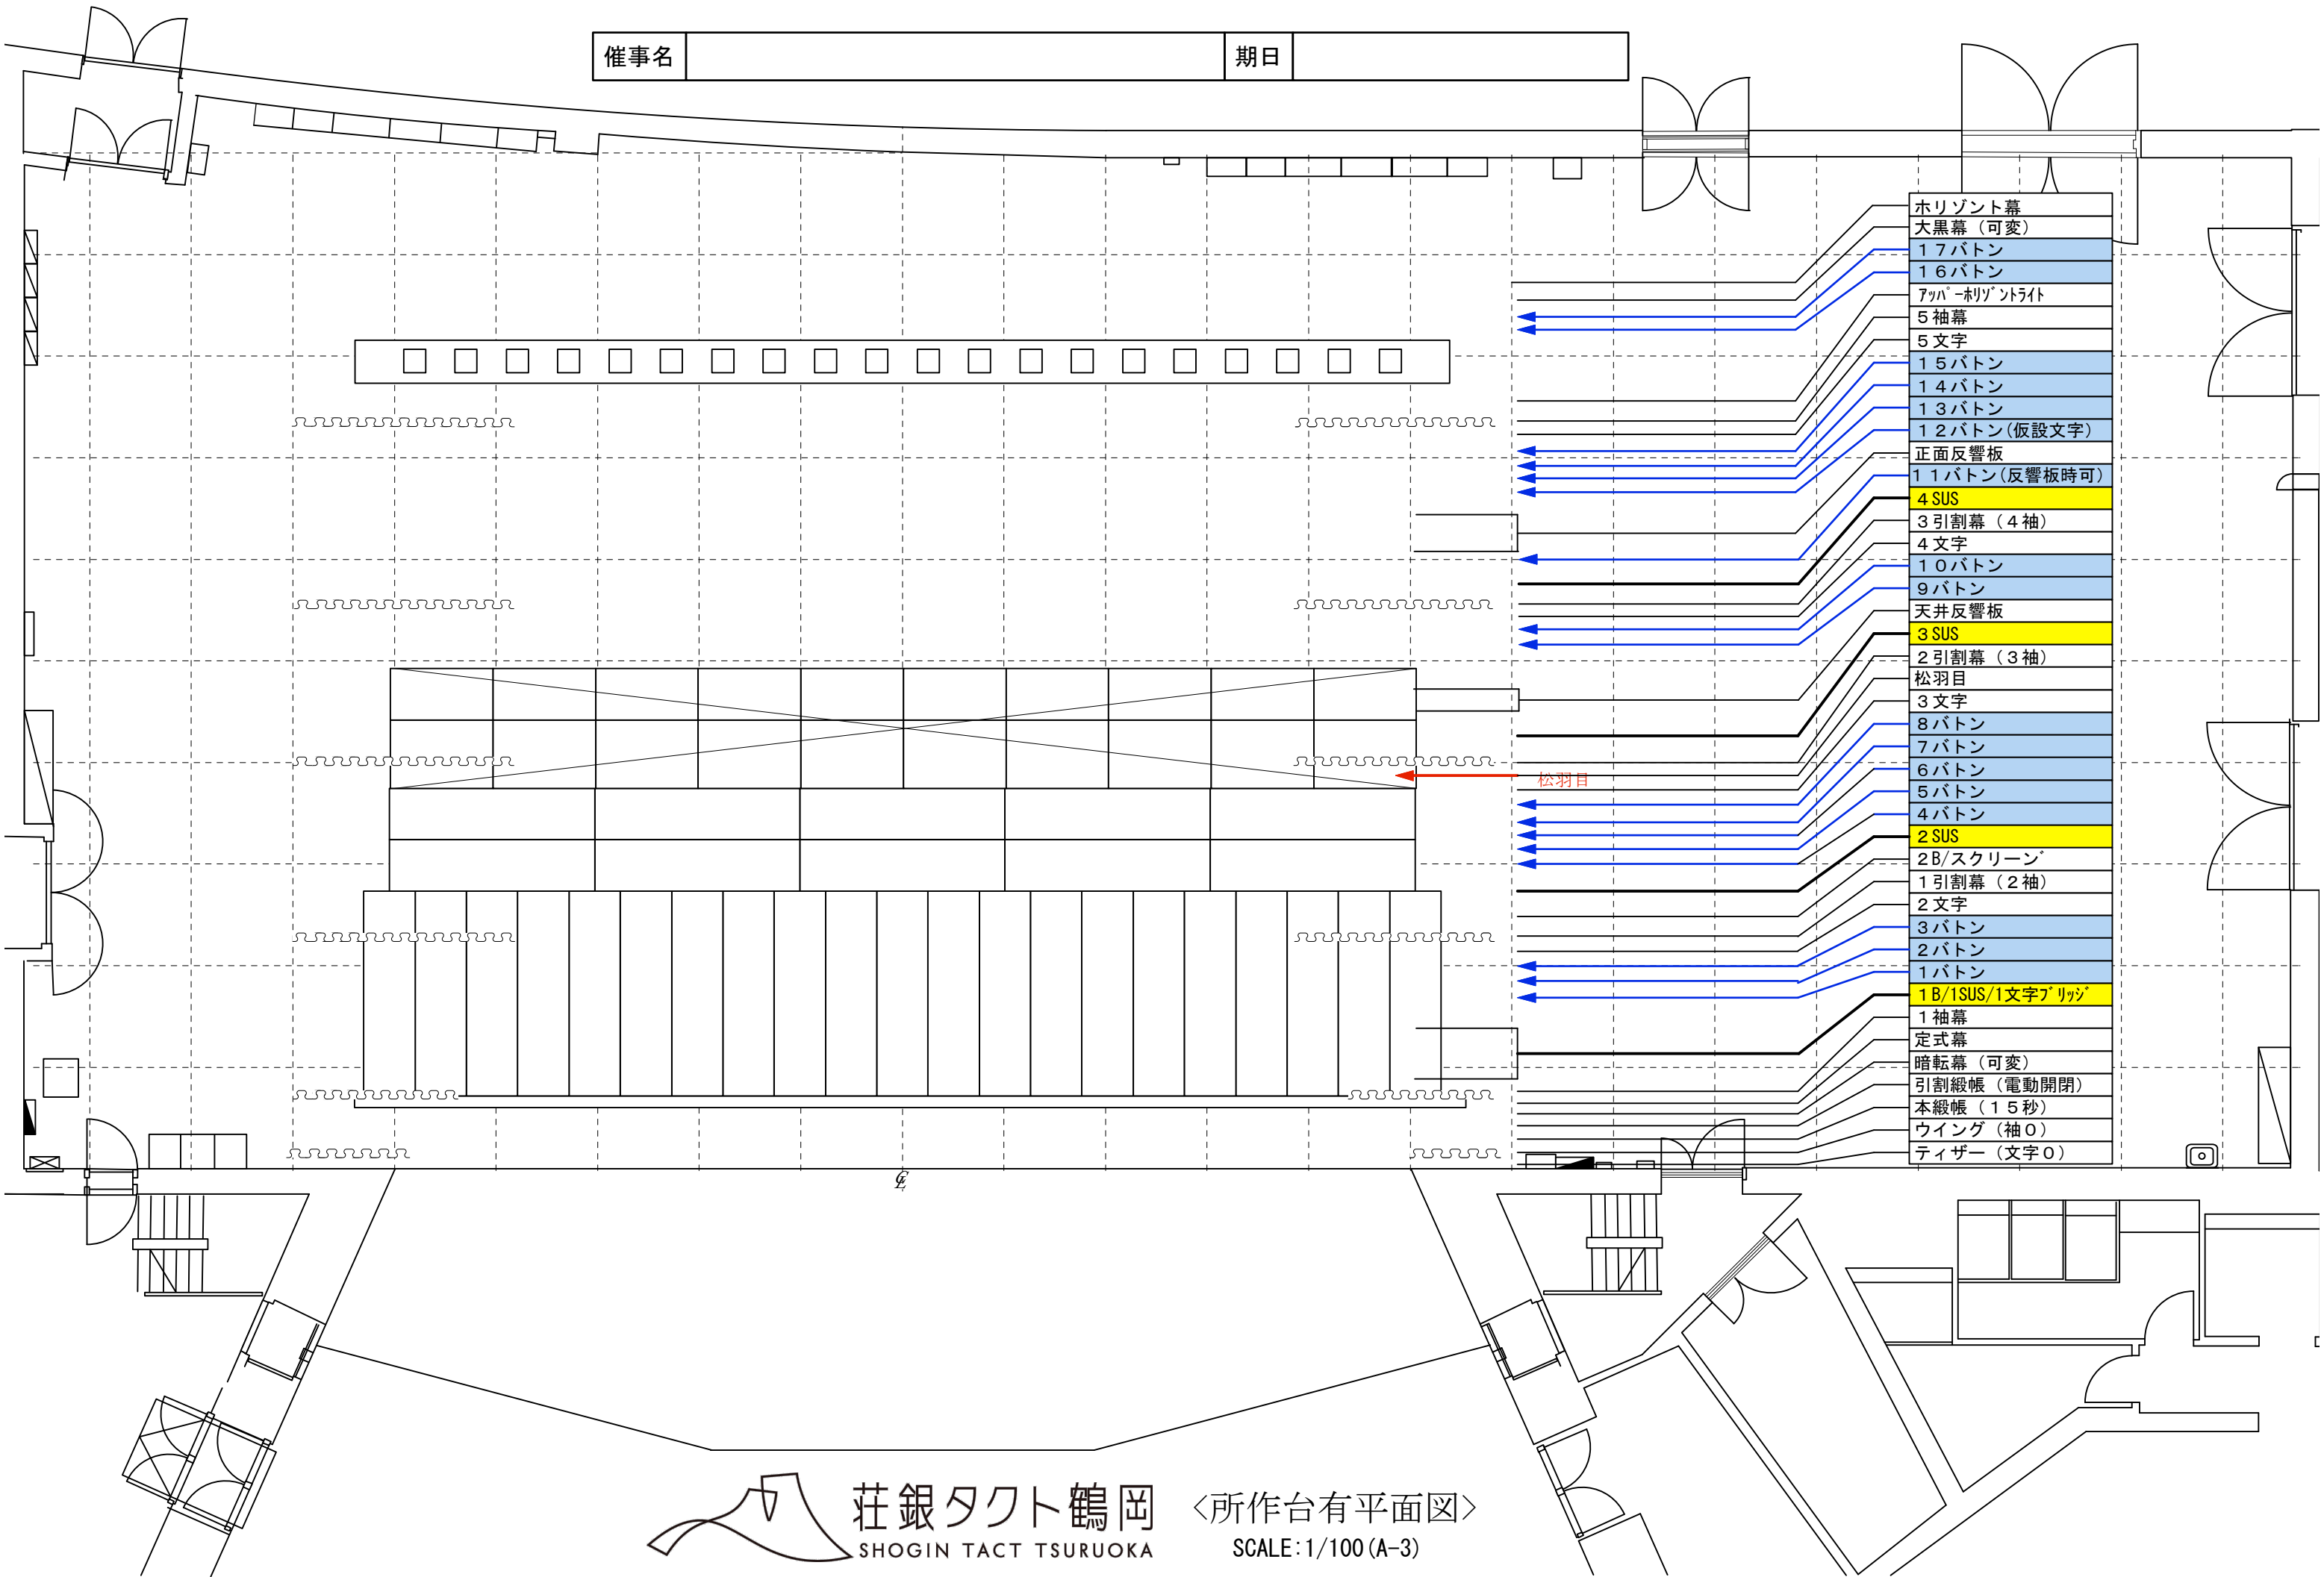 催事名
期日
ホリゾント幕
大黒幕（可変）
１７バトン
１６バトン
ｱｯﾊﾟｰﾎﾘｿﾞﾝﾄﾗｲﾄ
５袖幕
５文字
１５バトン
１４バトン
１３バトン
１２バトン(仮設文字)
正面反響板
１１バトン(反響板時可)
４SUS
３引割幕（４袖）
４文字
１０バトン
９バトン
天井反響板
３SUS
２引割幕（３袖）
松羽目
３文字
８バトン
７バトン
６バトン
５バトン
４バトン
２SUS
２B/スクリーンﾞ
１引割幕（２袖）
２文字
３バトン
２バトン
１バトン
１B/1SUS/1文字ﾌﾞﾘｯｼﾞ
１袖幕
定式幕
暗転幕（可変）
引割緞帳（電動開閉）
本緞帳（１５秒）
ウイング（袖０）
ティザー（文字０）
松羽目
CL
荘銀タクト鶴岡
SHOGIN TACT TSURUOKA
<所作台有平面図>
SCALE:1/100(A-3)